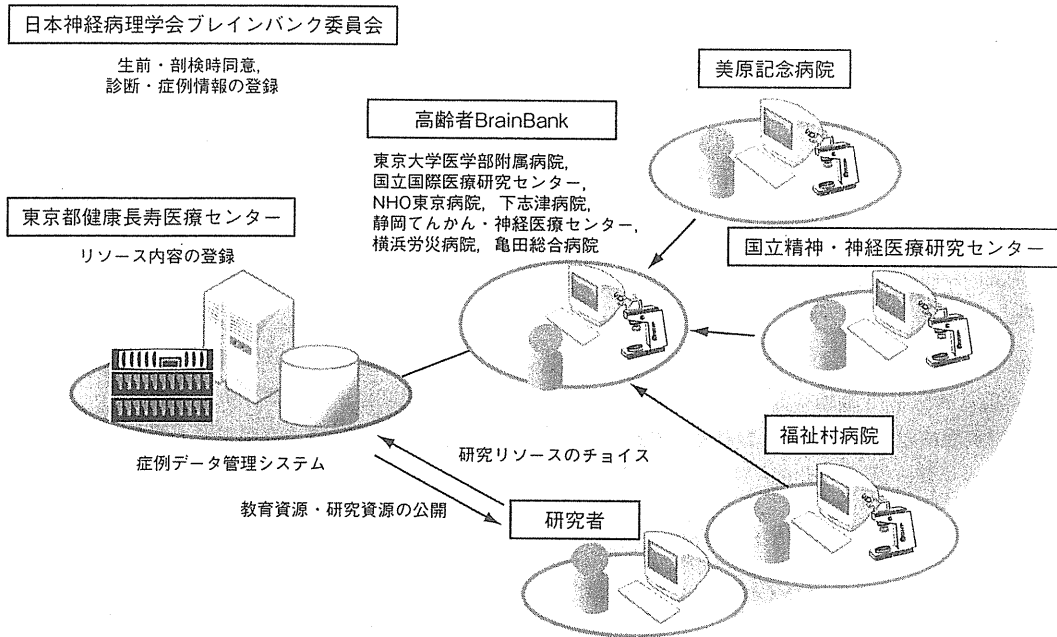 日本神経病理学会ブレインバンク委員会
生前・剖検時同意,
診断・症例情報の登録
美原記念病院
高齢者BrainBank
東京大学医学部附属病院,
国立国際医療研究センター,
NHO東京病院, 下志津病院,
静岡てんかん・神経医療センター,
横浜労災病院, 亀田総合病院
東京都健康長寿医療センター
リソース内容の登録
国立精神・神経医療研究センター
福祉村病院
症例データ管理システム
研究リソースのチョイス
教育資源・研究資源の公開
研究者